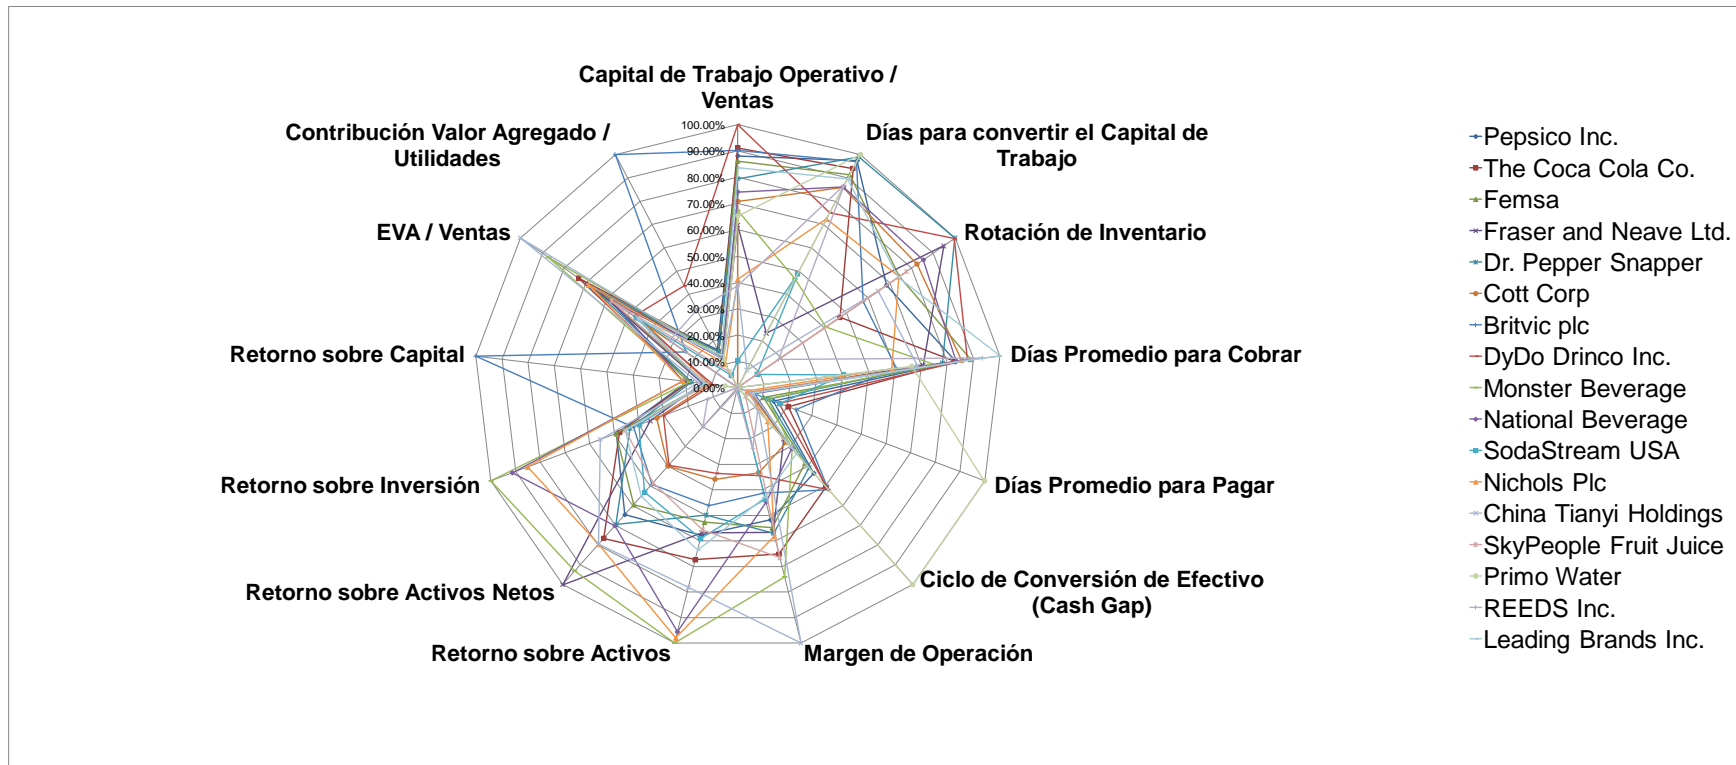 Capital de Trabajo Operativo /
Ventas
Días para convertir el Capital de
Trabajo
Rotación de Inventario
Días Promedio para Cobrar
Días Promedio para Pagar
Ciclo de Conversión de Efectivo
(Cash Gap)
Margen de Operación
Retorno sobre Activos
Retorno sobre Activos Netos
Retorno sobre Inversión
Retorno sobre Capital
EVA / Ventas
Contribución Valor Agregado /
Utilidades
100.00%
90.00%
80.00%
70.00%
60.00%
50.00%
40.00%
30.00%
20.00%
10.00%
0.00%
Pepsico Inc.
The Coca Cola Co.
Femsa
Fraser and Neave Ltd.
Dr. Pepper Snapper
Cott Corp
Britvic plc
DyDo Drinco Inc.
Monster Beverage
National Beverage
SodaStream USA
Nichols Plc
China Tianyi Holdings
SkyPeople Fruit Juice
Primo Water
REEDS Inc.
Leading Brands Inc.